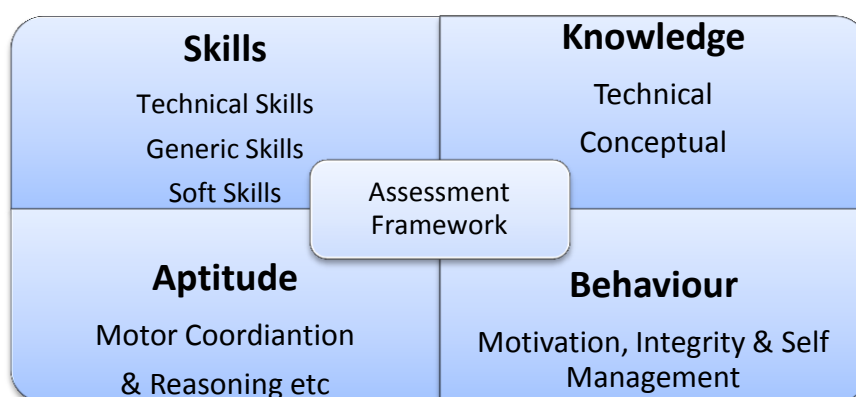 Skills
Technical Skills
Generic Skills
Soft Skills
Knowledge
Technical
Conceptual
Assessment
Framework
Aptitude
Motor Coordiantion
& Reasoning etc
Behaviour
Motivation, Integrity & Self
Management